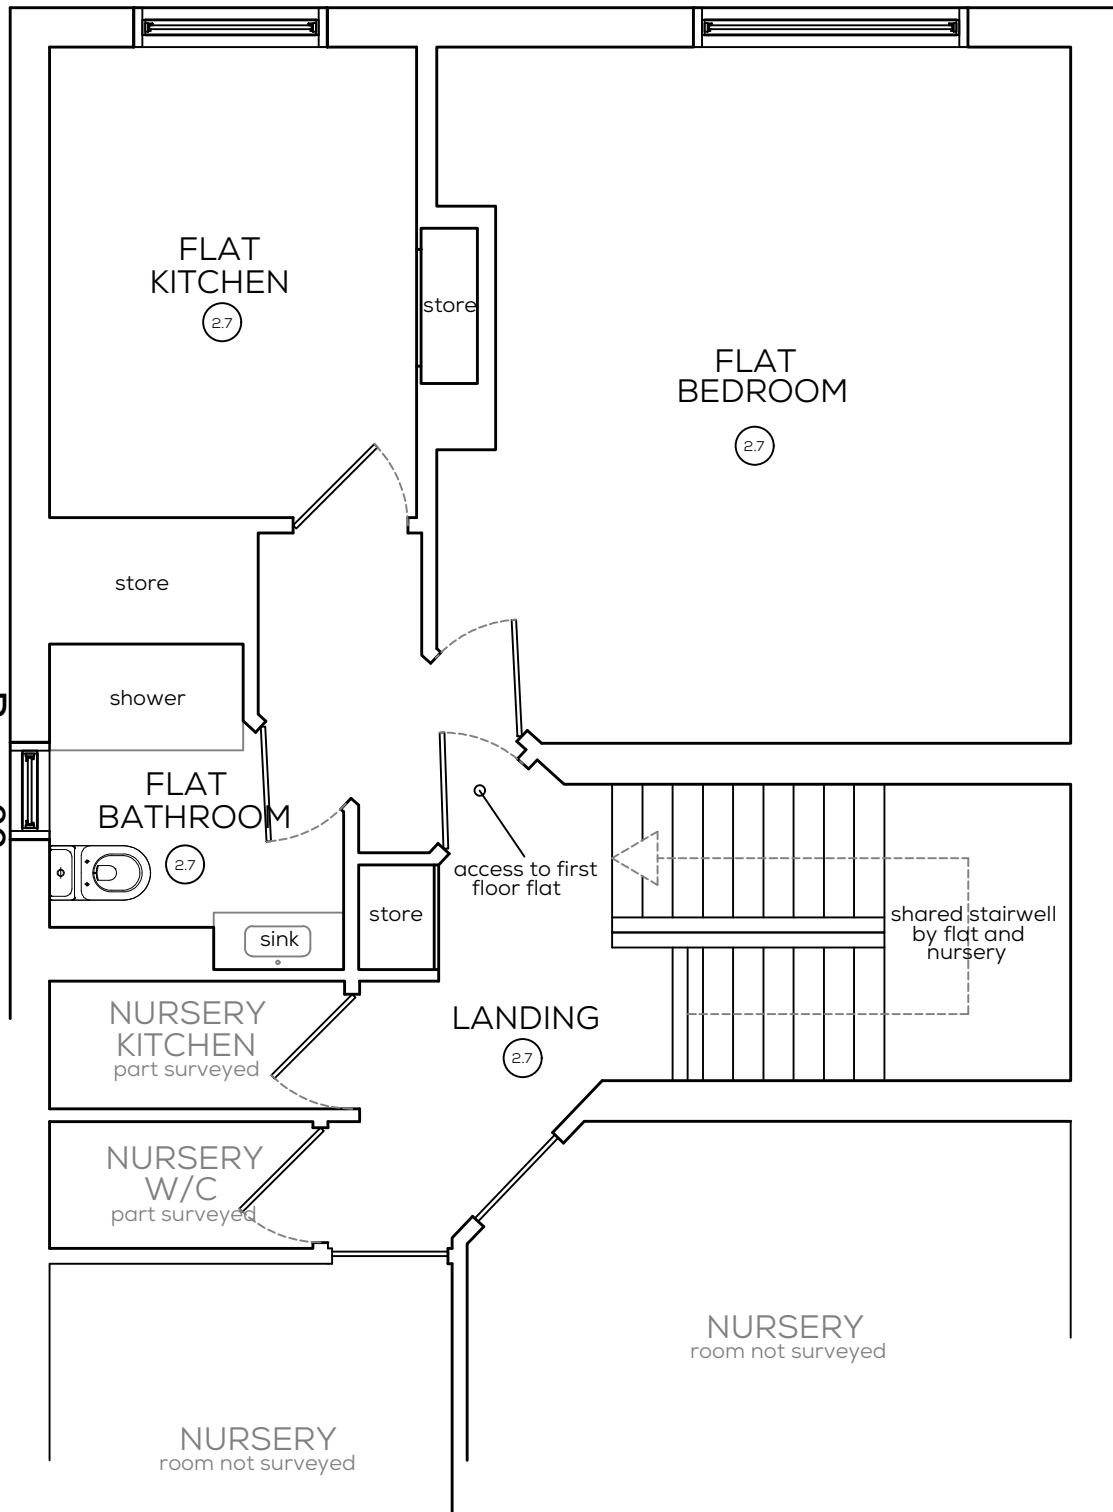 FLAT
KITCHEN
2.7
store
FLAT
BEDROOM
2.7
store
shower
FLAT
BATHROOM
2.7
access to first
floor flat
store
sink
shared stairwell
by flat and
nursery
NURSERY
KITCHEN
part surveyed
LANDING
2.7
NURSERY
W/C
part surveyed
NURSERY
room not surveyed
NURSERY
room not surveyed